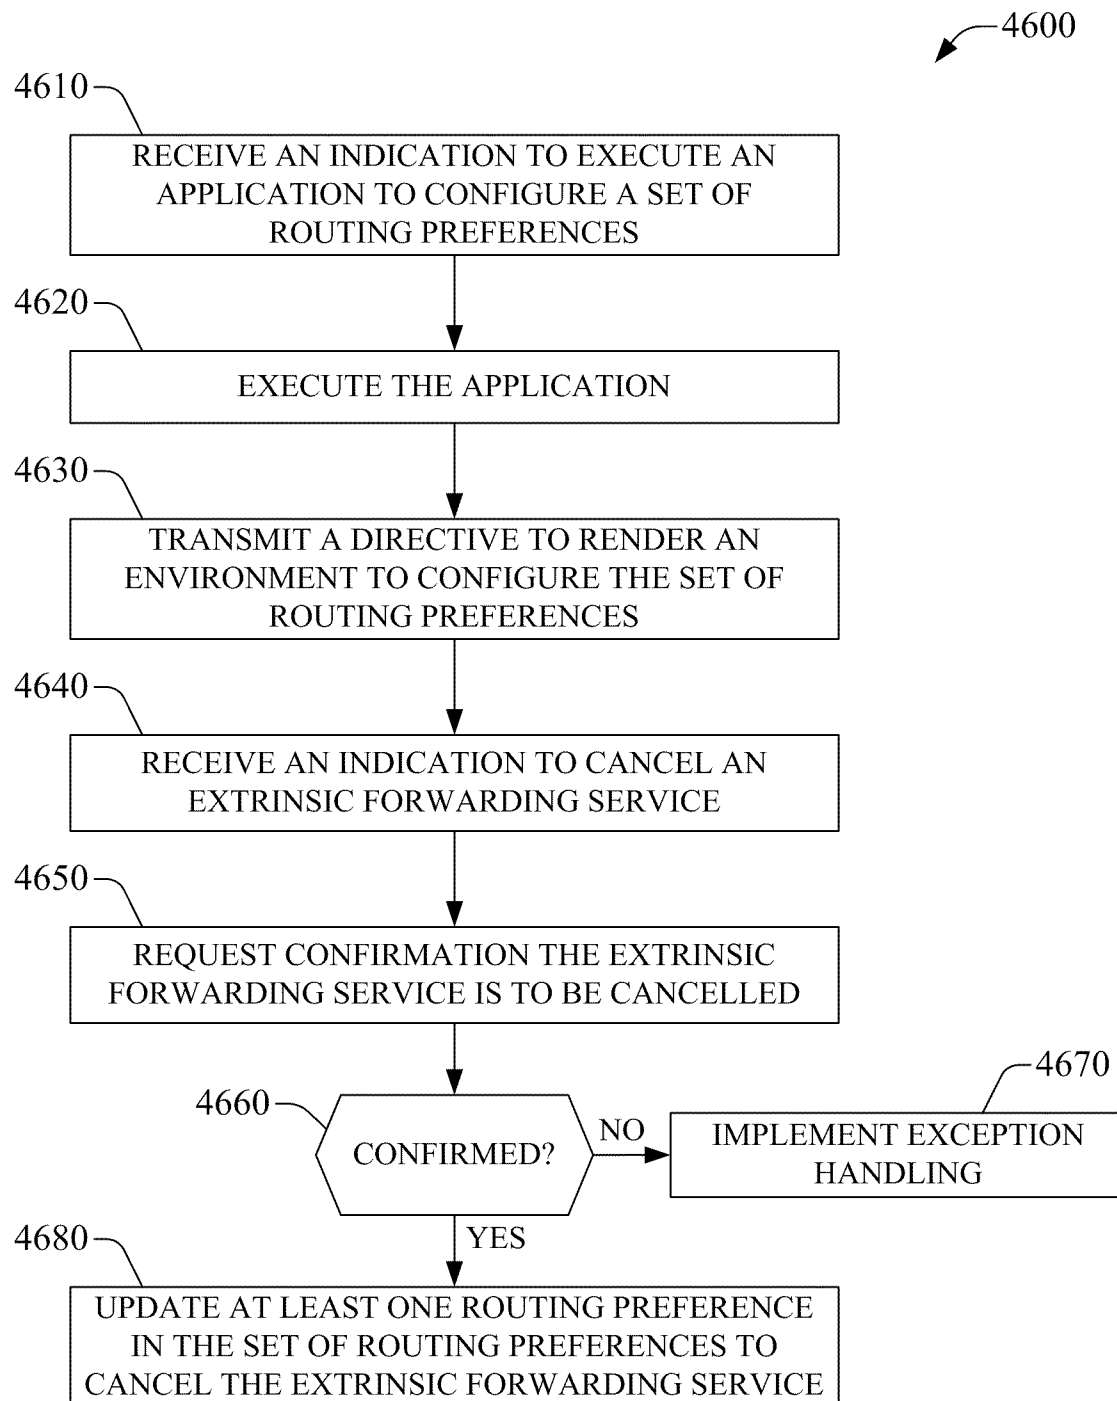 4600
4610
RECEIVE AN INDICATION TO EXECUTE AN
APPLICATION TO CONFIGURE A SET OF
ROUTING PREFERENCES
4620
EXECUTE THE APPLICATION
4630
TRANSMIT A DIRECTIVE TO RENDER AN
ENVIRONMENT TO CONFIGURE THE SET OF
ROUTING PREFERENCES
4640
RECEIVE AN INDICATION TO CANCEL AN
EXTRINSIC FORWARDING SERVICE
4650
REQUEST CONFIRMATION THE EXTRINSIC
FORWARDING SERVICE IS TO BE CANCELLED
4660
CONFIRMED?
NO
4670
IMPLEMENT EXCEPTION
HANDLING
YES
4680
UPDATE AT LEAST ONE ROUTING PREFERENCE
IN THE SET OF ROUTING PREFERENCES TO
CANCEL THE EXTRINSIC FORWARDING SERVICE